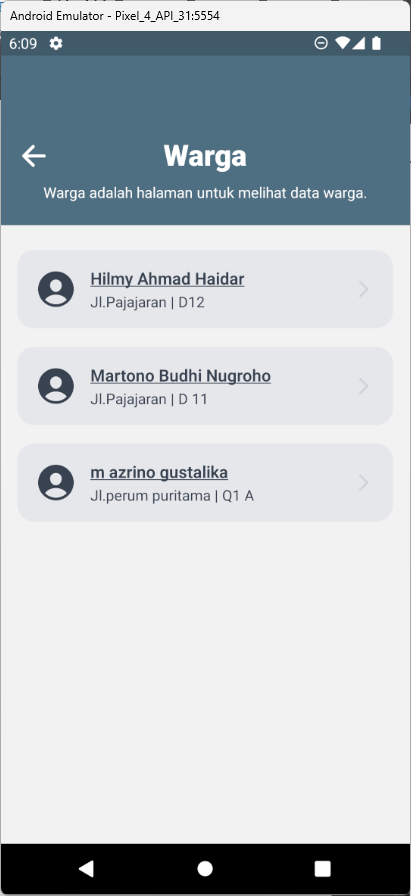 Android Emulator - Pixel_4_API_31:5554
6:09
Warga
Warga adalah halaman untuk melihat data warga.
Hilmy Ahmad Haidar
Jl.Pajajaran | D12
Martono Budhi Nugroho
Jl.Pajajaran | D 11
m azrino gustalika
Jl.perum puritama | Q1 A